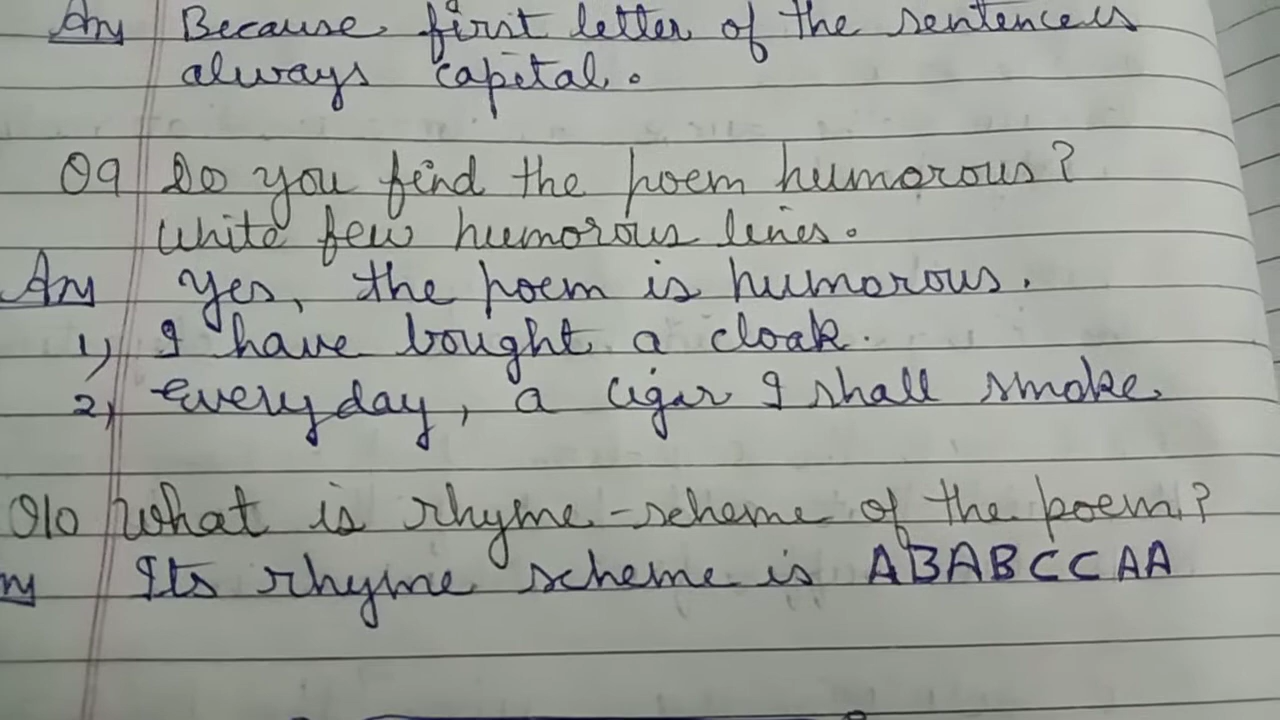 Ans Because first letter of the sentence is
always capital.
Q9 Do you find the poem humorous?
Write few humorous lines.
Ans Yes, the poem is humorous.
1) I have bought a cloak.
2) Every day, a cigar I shall smoke.
Q10 What is rhyme-scheme of the poem?
Its rhyme scheme is ABABCCAA